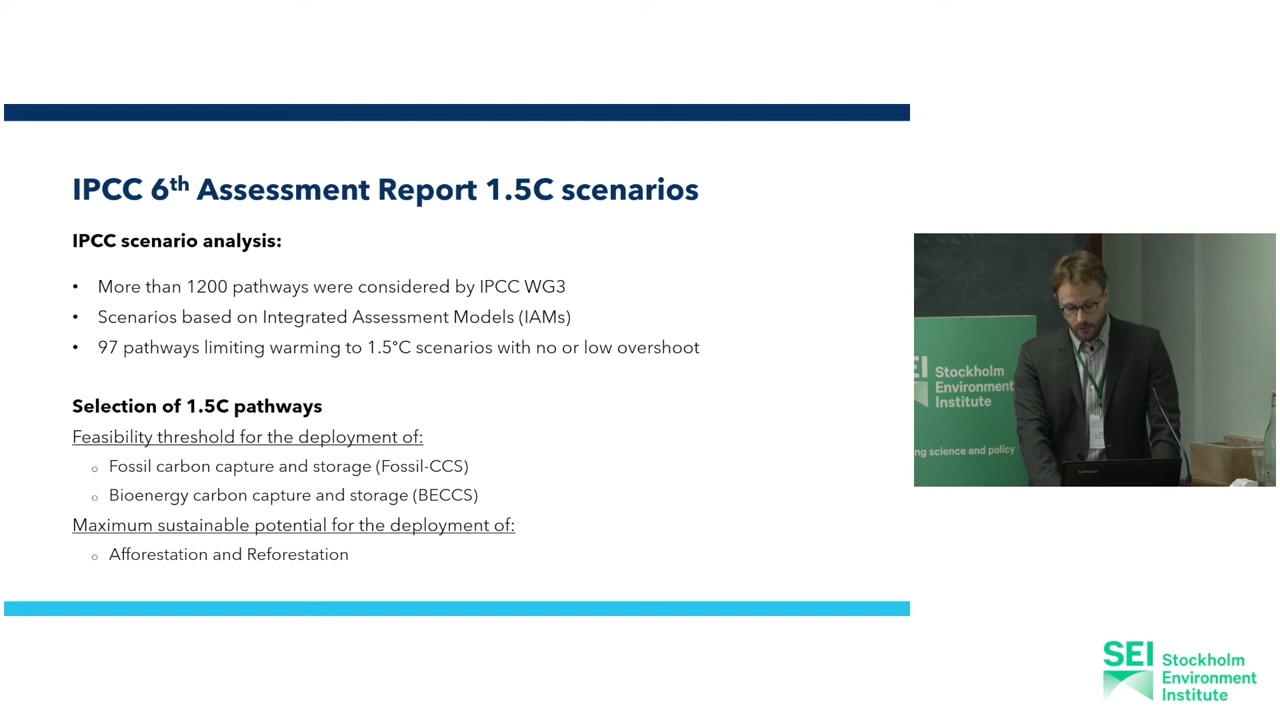 IPCC 6th Assessment Report 1.5C scenarios
IPCC scenario analysis:
• More than 1200 pathways were considered by IPCC WG3
• Scenarios based on Integrated Assessment Models (IAMs)
• 97 pathways limiting warming to 1.5°C scenarios with no or low overshoot
Selection of 1.5C pathways
Feasibility threshold for the deployment of:
o Fossil carbon capture and storage (Fossil-CCS)
o Bioenergy carbon capture and storage (BECCS)
Maximum sustainable potential for the deployment of:
o Afforestation and Reforestation
EI
Stockholm
Environment
Institute
ng science and policy
SEI
Stockholm
Environment
Institute